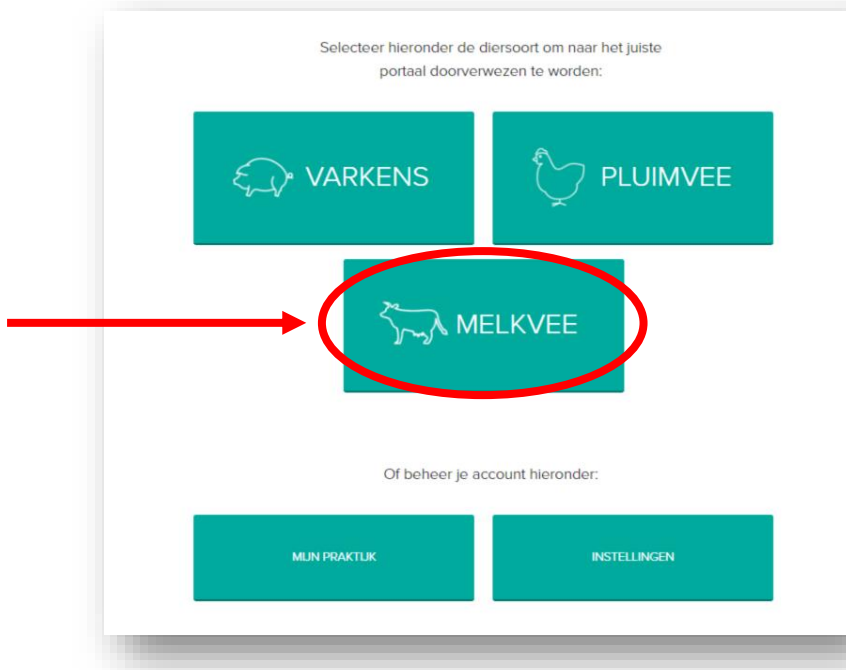 Selecteer hieronder de diersoort om naar het juiste
portaal doorverwezen te worden:
VARKENS
PLUIMVEE
MELKVEE
Of beheer je account hieronder:
MIJN PRAKTIJK
INSTELLINGEN